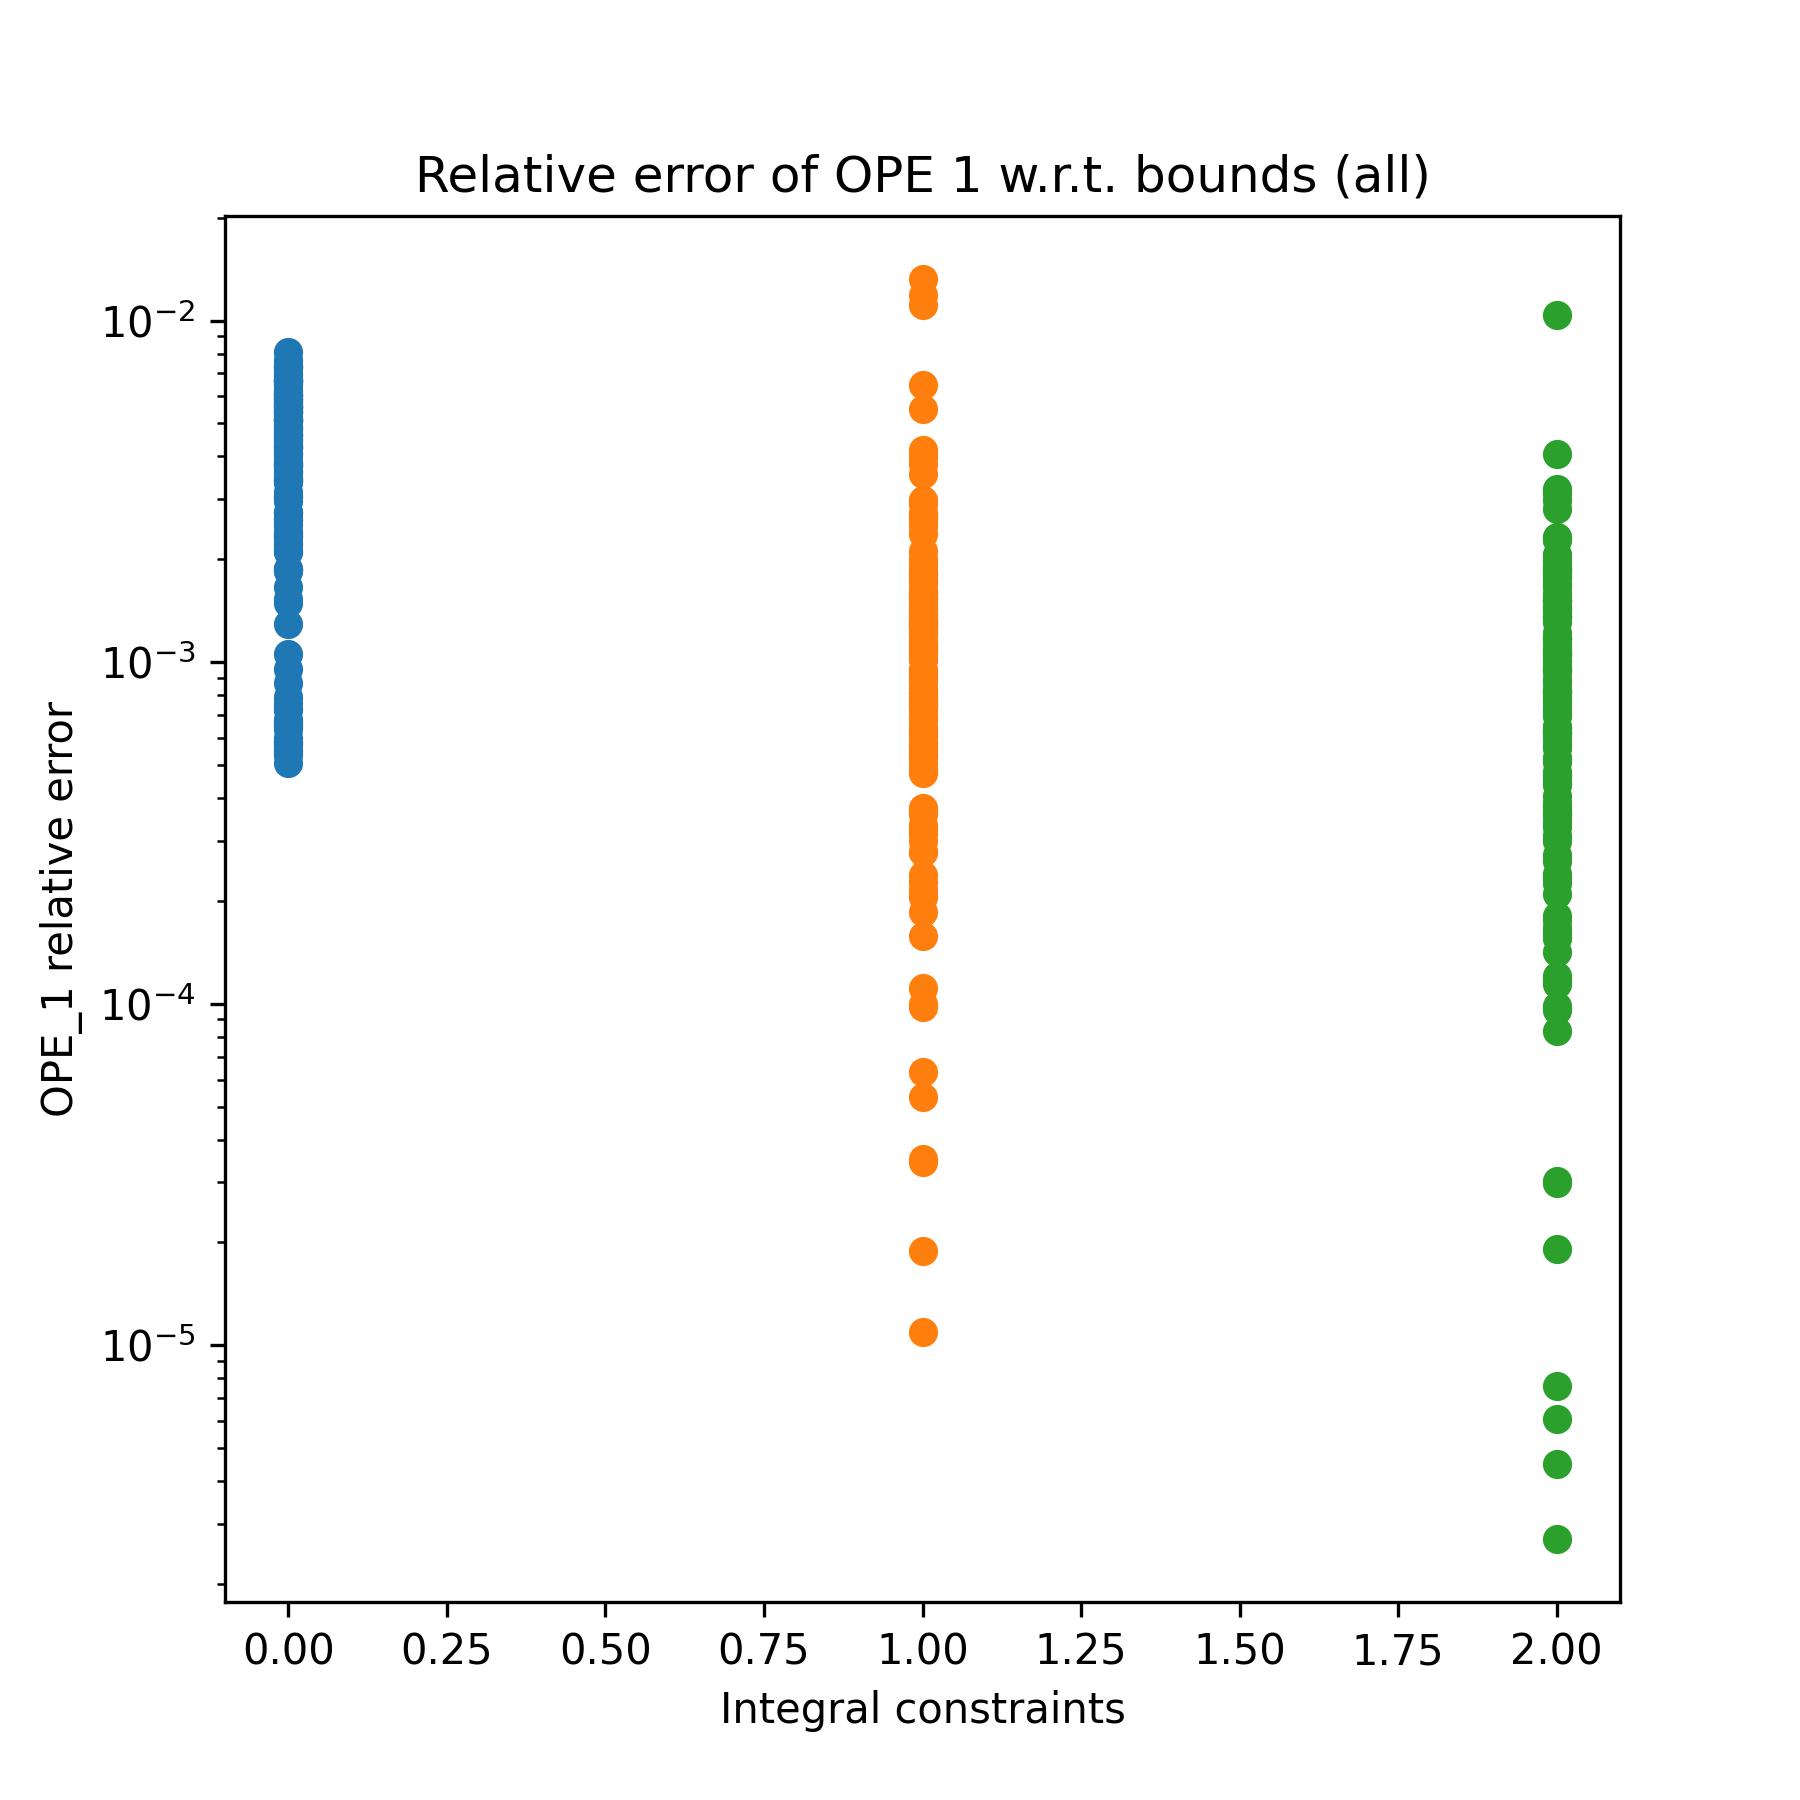 Relative error of OPE 1 w.r.t. bounds (all)
OPE_1 relative error
10⁻²
10⁻³
10⁻⁴
10⁻⁵
0.00 0.25 0.50 0.75 1.00 1.25 1.50 1.75 2.00
Integral constraints